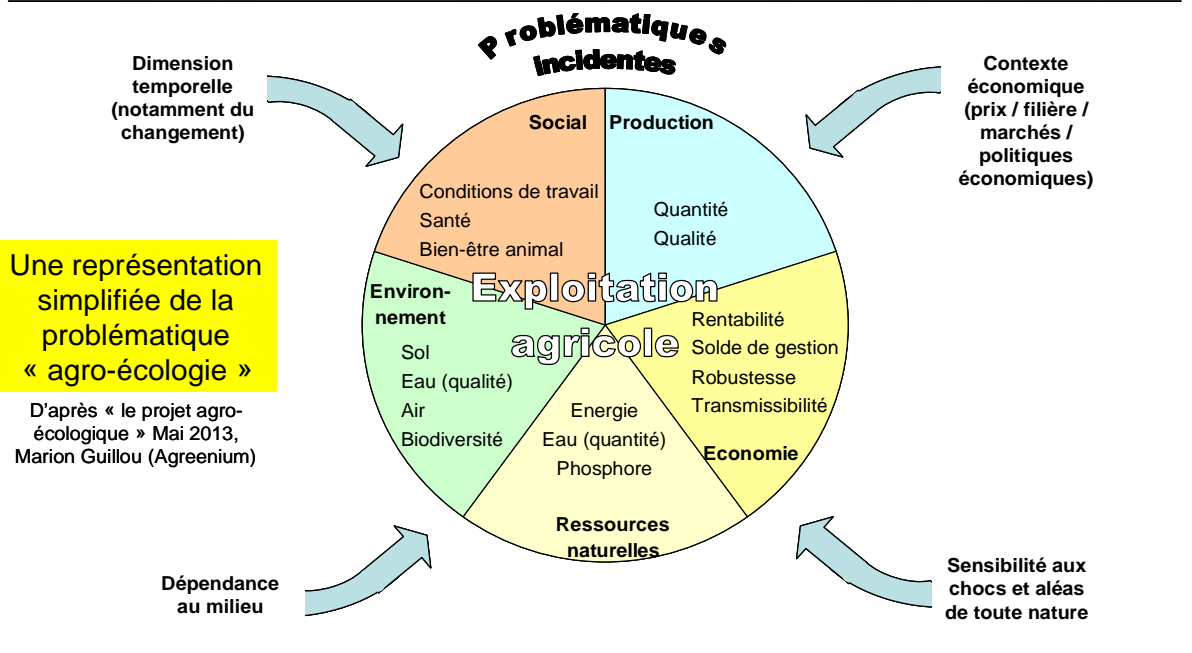 Problématiques
incidentes
Dimension
temporelle
(notamment du
changement)
Contexte
économique
(prix / filière /
marchés /
politiques
économiques)
Social
Conditions de travail
Santé
Bien-être animal
Production
Quantité
Qualité
Exploitation
agricole
Une représentation
simplifiée de la
problématique
« agro-écologie »
D'après « le projet agro-
écologique » Mai 2013,
Marion Guillou (Agreenium)
Environ-
nement
Sol
Eau (qualité)
Air
Biodiversité
Rentabilité
Solde de gestion
Robustesse
Transmissibilité
Economie
Energie
Eau (quantité)
Phosphore
Ressources
naturelles
Dépendance
au milieu
Sensibilité aux
chocs et aléas
de toute nature